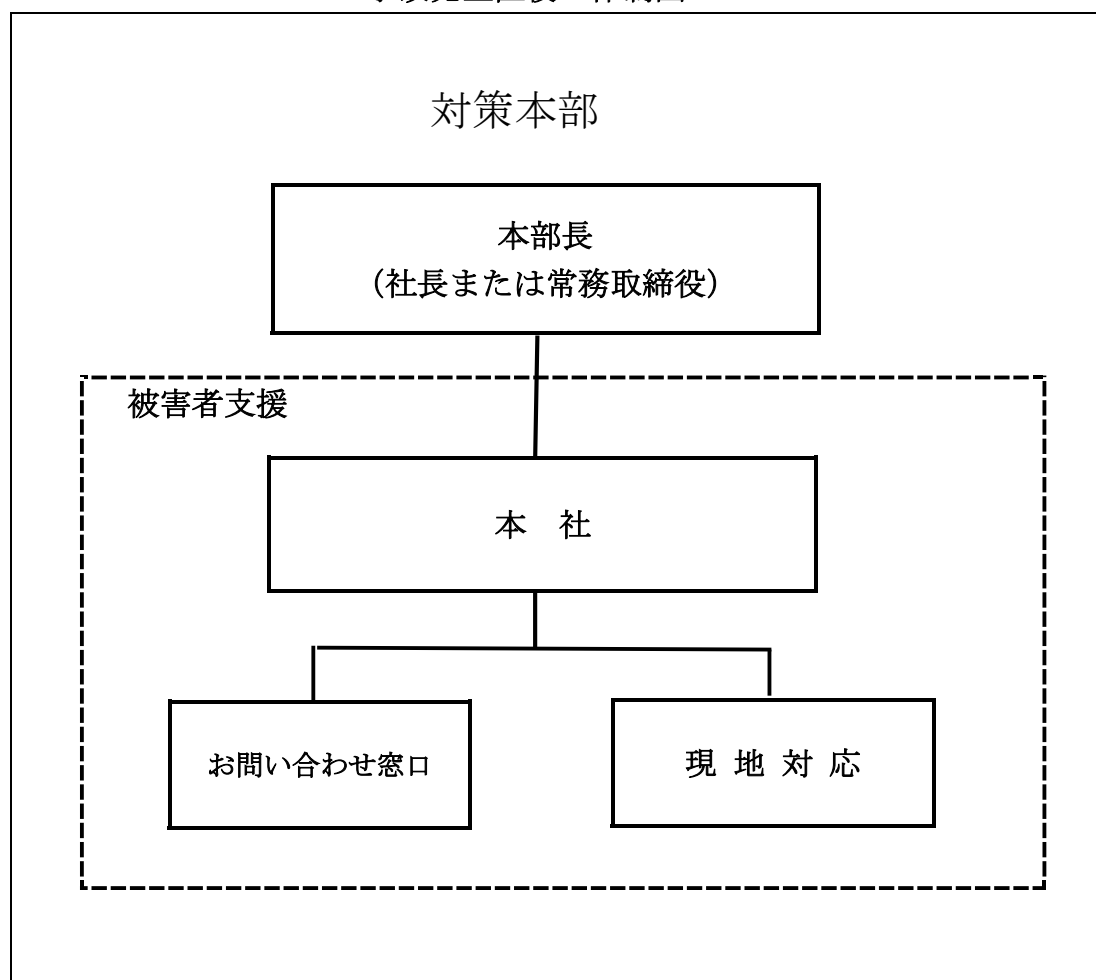 対策本部
本部長
（社長または常務取締役）
被害者支援
本　社
お問い合わせ窓口
現 地 対 応